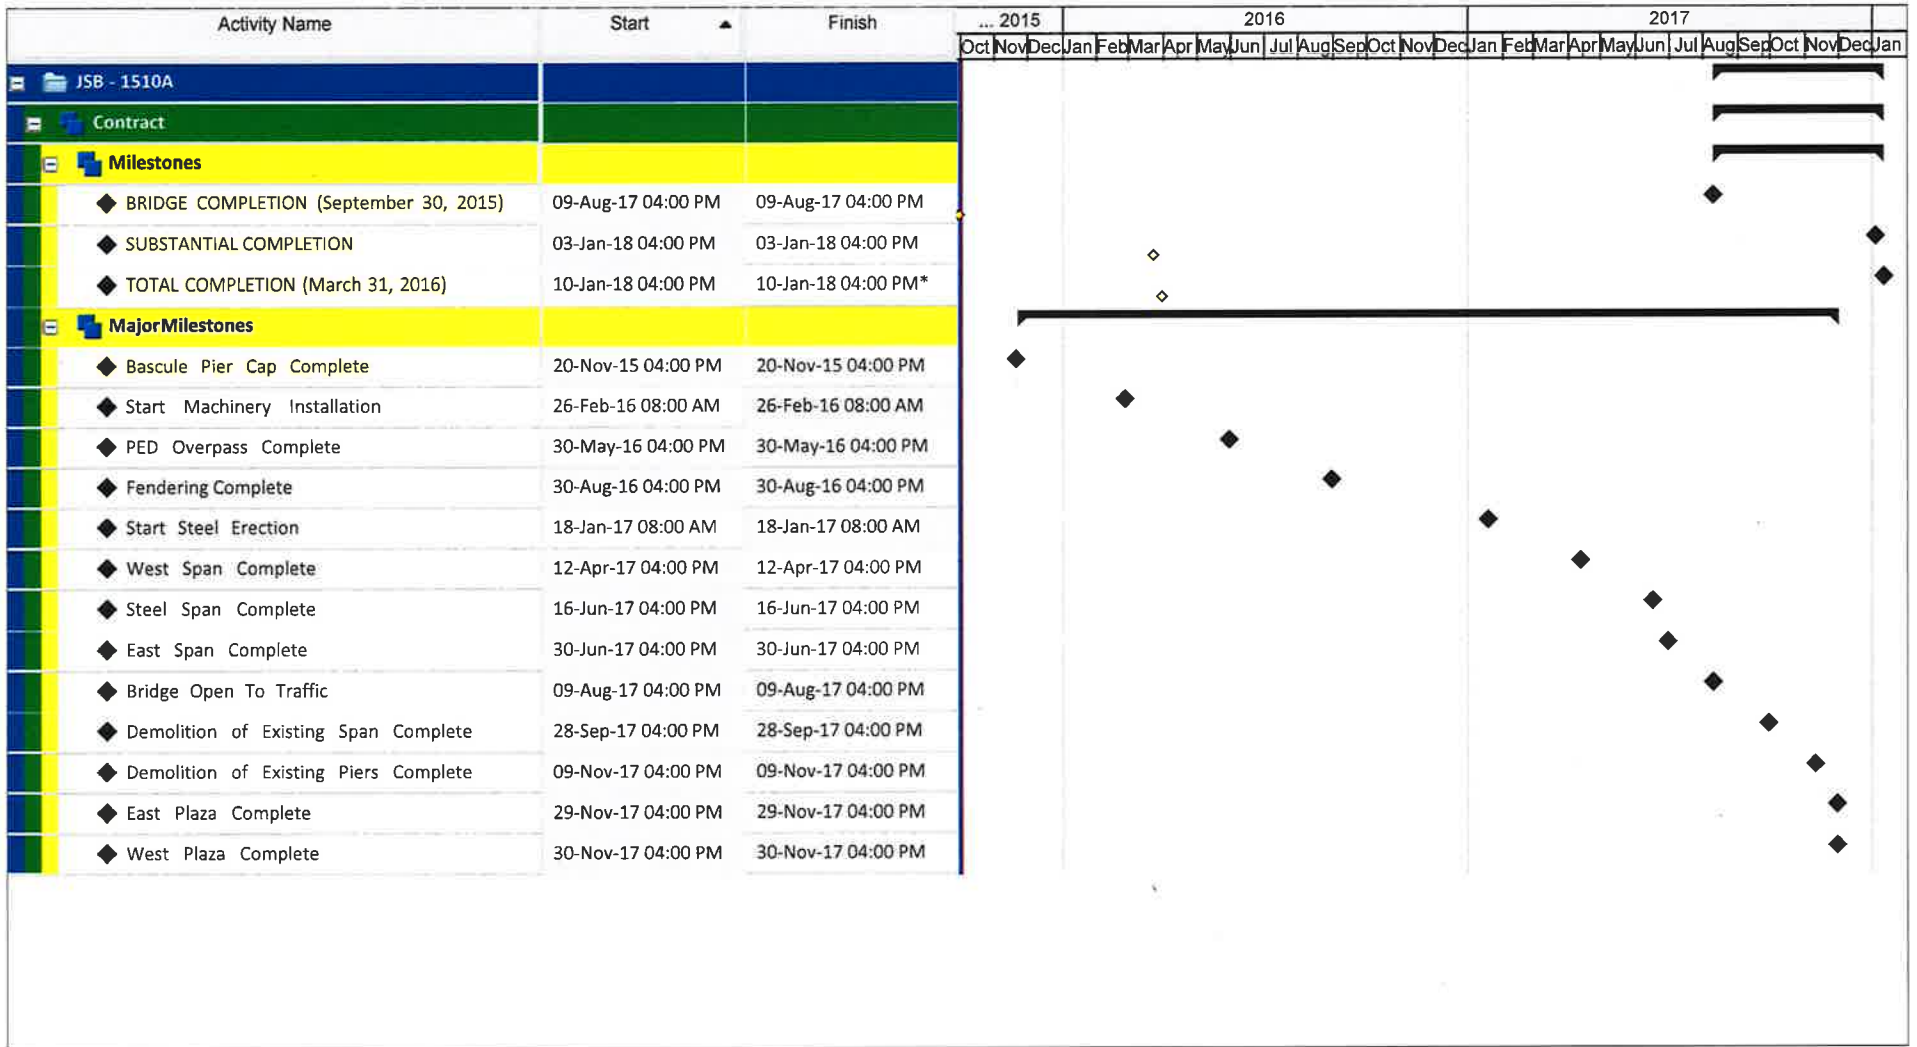 Activity Name Start Finish ... 2015 2016 2017
Oct Nov Dec Jan Feb Mar Apr May Jun Jul Aug Sep Oct Nov Dec Jan Feb Mar Apr May Jun Jul Aug Sep Oct Nov Dec Jan
JSB - 1510A
Contract
Milestones
BRIDGE COMPLETION (September 30, 2015) 09-Aug-17 04:00 PM 09-Aug-17 04:00 PM
SUBSTANTIAL COMPLETION 03-Jan-18 04:00 PM 03-Jan-18 04:00 PM
TOTAL COMPLETION (March 31, 2016) 10-Jan-18 04:00 PM 10-Jan-18 04:00 PM*
MajorMilestones
Bascule Pier Cap Complete 20-Nov-15 04:00 PM 20-Nov-15 04:00 PM
Start Machinery Installation 26-Feb-16 08:00 AM 26-Feb-16 08:00 AM
PED Overpass Complete 30-May-16 04:00 PM 30-May-16 04:00 PM
Fendering Complete 30-Aug-16 04:00 PM 30-Aug-16 04:00 PM
Start Steel Erection 18-Jan-17 08:00 AM 18-Jan-17 08:00 AM
West Span Complete 12-Apr-17 04:00 PM 12-Apr-17 04:00 PM
Steel Span Complete 16-Jun-17 04:00 PM 16-Jun-17 04:00 PM
East Span Complete 30-Jun-17 04:00 PM 30-Jun-17 04:00 PM
Bridge Open To Traffic 09-Aug-17 04:00 PM 09-Aug-17 04:00 PM
Demolition of Existing Span Complete 28-Sep-17 04:00 PM 28-Sep-17 04:00 PM
Demolition of Existing Piers Complete 09-Nov-17 04:00 PM 09-Nov-17 04:00 PM
East Plaza Complete 29-Nov-17 04:00 PM 29-Nov-17 04:00 PM
West Plaza Complete 30-Nov-17 04:00 PM 30-Nov-17 04:00 PM